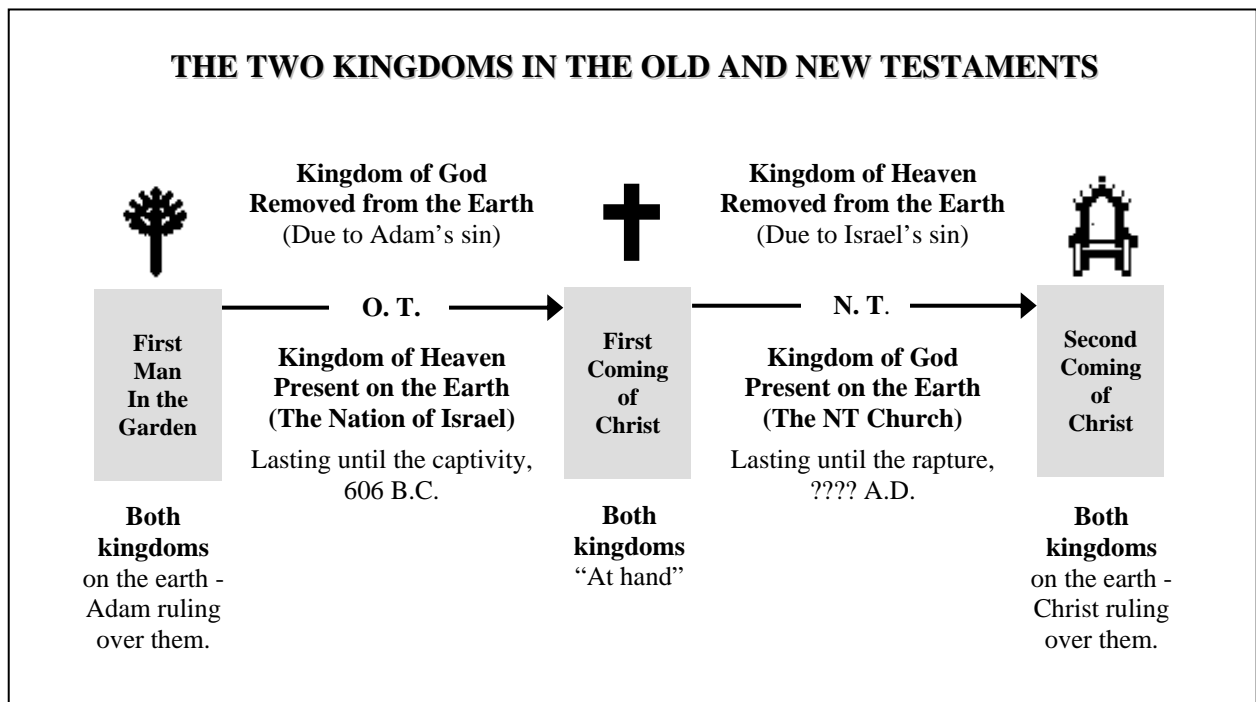 THE TWO KINGDOMS IN THE OLD AND NEW TESTAMENTS
Kingdom of God
Removed from the Earth
(Due to Adam’s sin)
Kingdom of Heaven
Removed from the Earth
(Due to Israel’s sin)
First
Man
In the
Garden
O. T.
Kingdom of Heaven
Present on the Earth
(The Nation of Israel)
Lasting until the captivity,
606 B.C.
First
Coming
of
Christ
N. T.
Kingdom of God
Present on the Earth
(The NT Church)
Lasting until the rapture,
???? A.D.
Second
Coming
of
Christ
Both
kingdoms
on the earth -
Adam ruling
over them.
Both
kingdoms
“At hand”
Both
kingdoms
on the earth -
Christ ruling
over them.